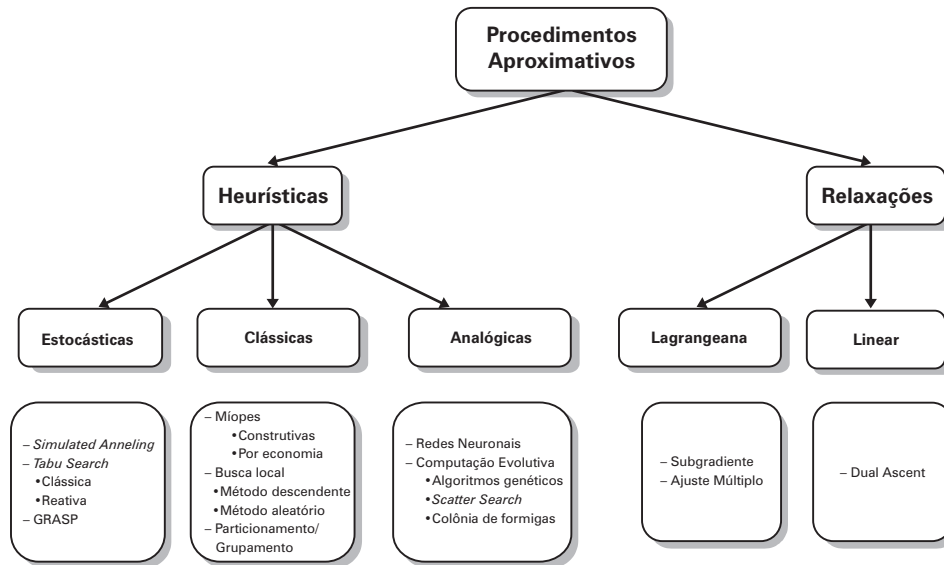 Procedimentos
Aproximativos
Heurísticas
Relaxações
Estocásticas
Clássicas
Analógicas
Lagrangeana
Linear
– Simulated Anneling
– Tabu Search
•Clássica
•Reativa
– GRASP
– Míopes
•Construtivas
•Por economia
– Busca local
•Método descendente
•Método aleatório
– Particionamento/
Grupamento
– Redes Neuronais
– Computação Evolutiva
•Algoritmos genéticos
•Scatter Search
•Colônia de formigas
– Subgradiente
– Ajuste Múltiplo
– Dual Ascent